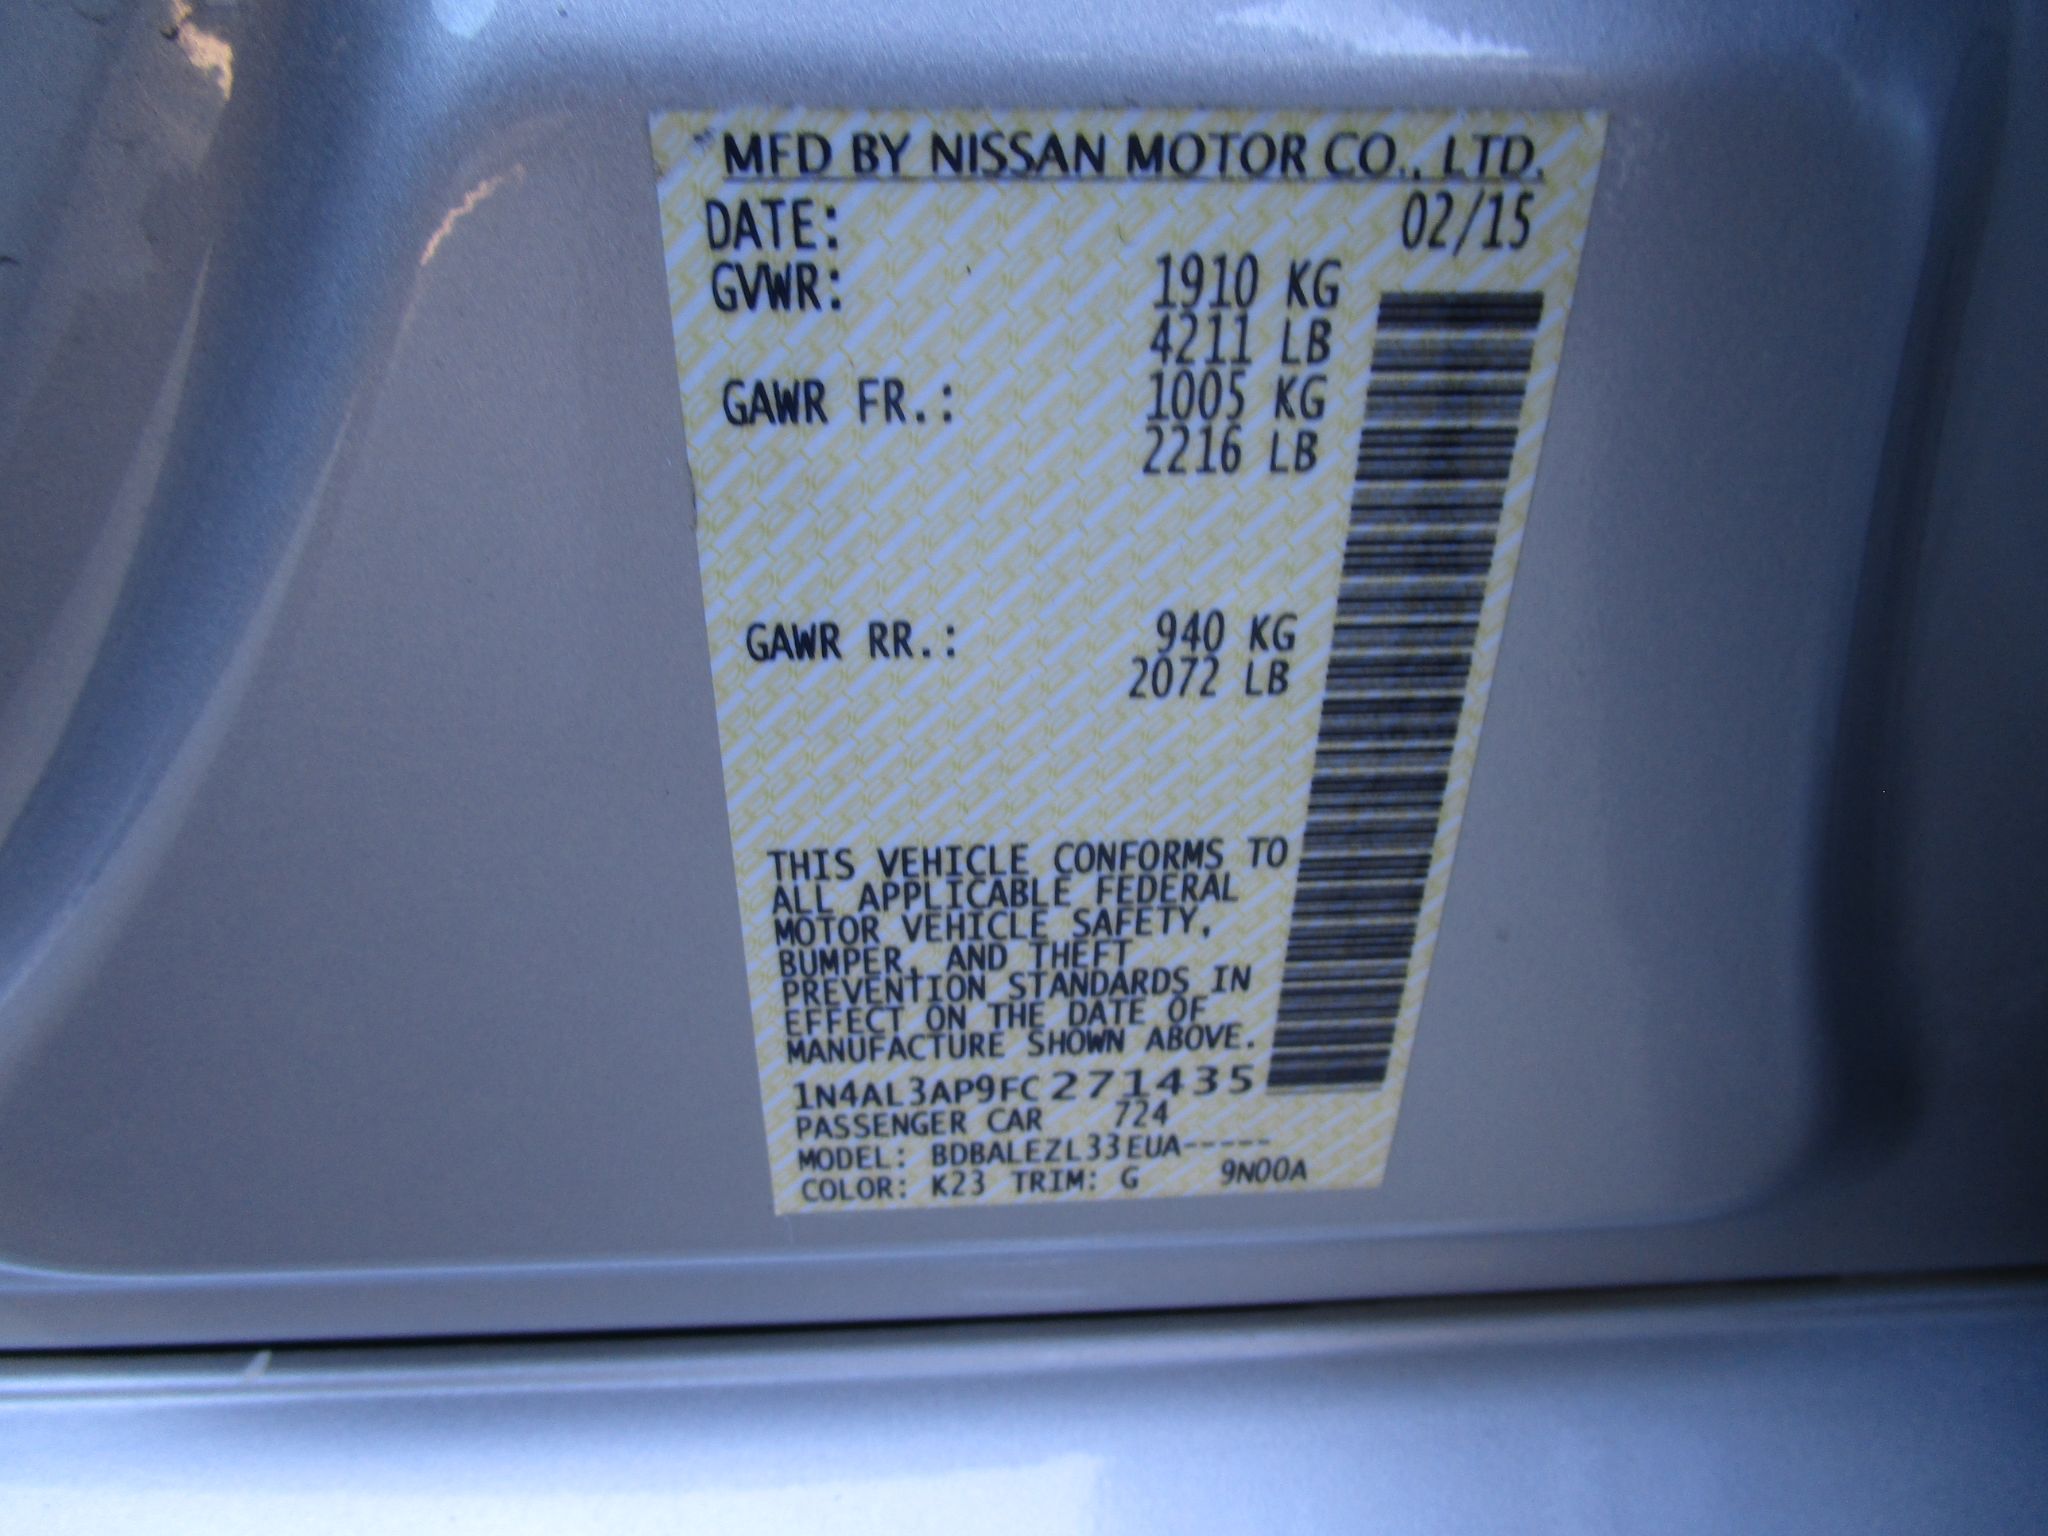 MFD BY NISSAN MOTOR CO., LTD.
DATE: 02/15
GVWR: 1910 KG
4211 LB
GAWR FR.: 1005 KG
2216 LB
GAWR RR.: 940 KG
2072 LB
THIS VEHICLE CONFORMS TO
ALL APPLICABLE FEDERAL
MOTOR VEHICLE SAFETY,
BUMPER, AND THEFT
PREVENTION STANDARDS IN
EFFECT ON THE DATE OF
MANUFACTURE SHOWN ABOVE.
1N4AL3AP9FC271435
PASSENGER CAR 724
MODEL: BDBALEZL33EUA-----
COLOR: K23 TRIM: G 9N00A